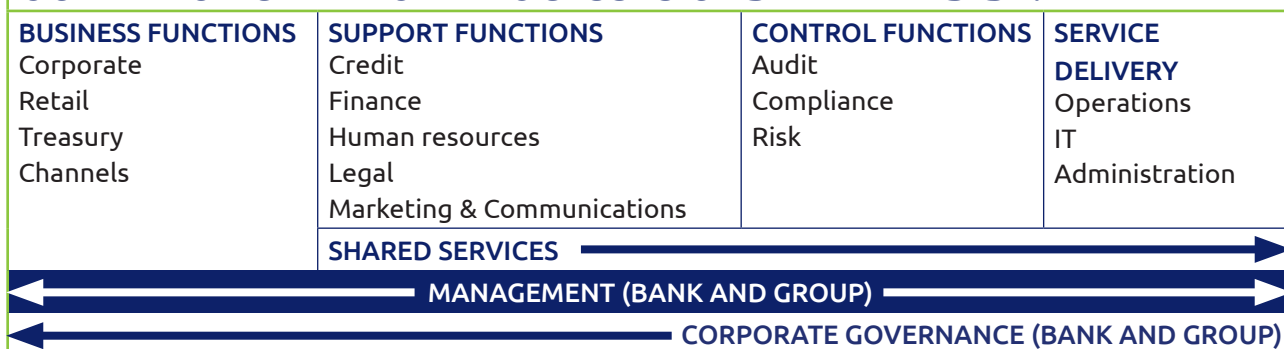 BUSINESS FUNCTIONS
Corporate
Retail
Treasury
Channels
SUPPORT FUNCTIONS
Credit
Finance
Human resources
Legal
Marketing & Communications
CONTROL FUNCTIONS
Audit
Compliance
Risk
SERVICE
DELIVERY
Operations
IT
Administration
SHARED SERVICES
MANAGEMENT (BANK AND GROUP)
CORPORATE GOVERNANCE (BANK AND GROUP)